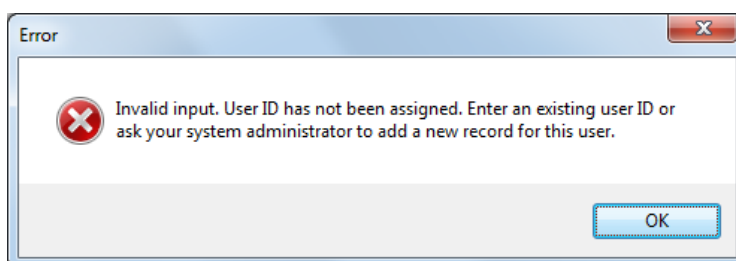 Error
Invalid input. User ID has not been assigned. Enter an existing user ID or
ask your system administrator to add a new record for this user.
OK